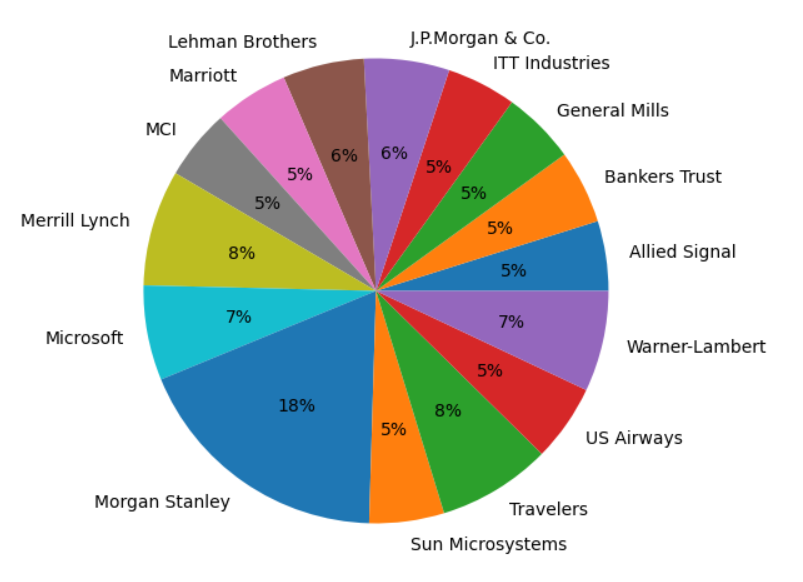 Lehman Brothers
J.P.Morgan & Co.
ITT Industries
Marriott
General Mills
MCI
Bankers Trust
Merrill Lynch
Allied Signal
Microsoft
Warner-Lambert
US Airways
Morgan Stanley
Travelers
Sun Microsystems
6%
6%
5%
5%
5%
5%
5%
8%
5%
7%
7%
5%
18%
8%
5%